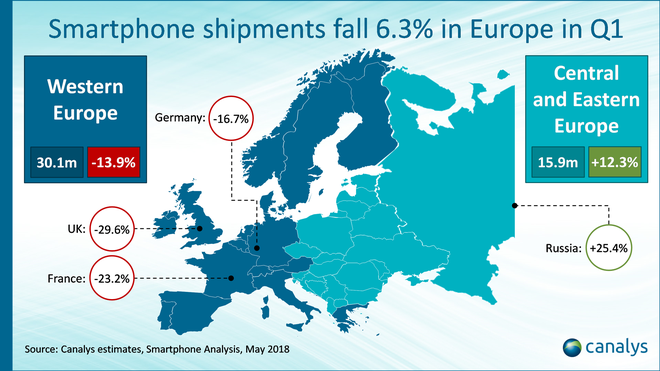 Smartphone shipments fall 6.3% in Europe in Q1
Western
Europe
30.1m
-13.9%
Central
and Eastern
Europe
15.9m
+12.3%
Germany:
-16.7%
UK:
-29.6%
France:
-23.2%
+25.4%
Russia:
Source: Canalys estimates, Smartphone Analysis, May 2018
canalys